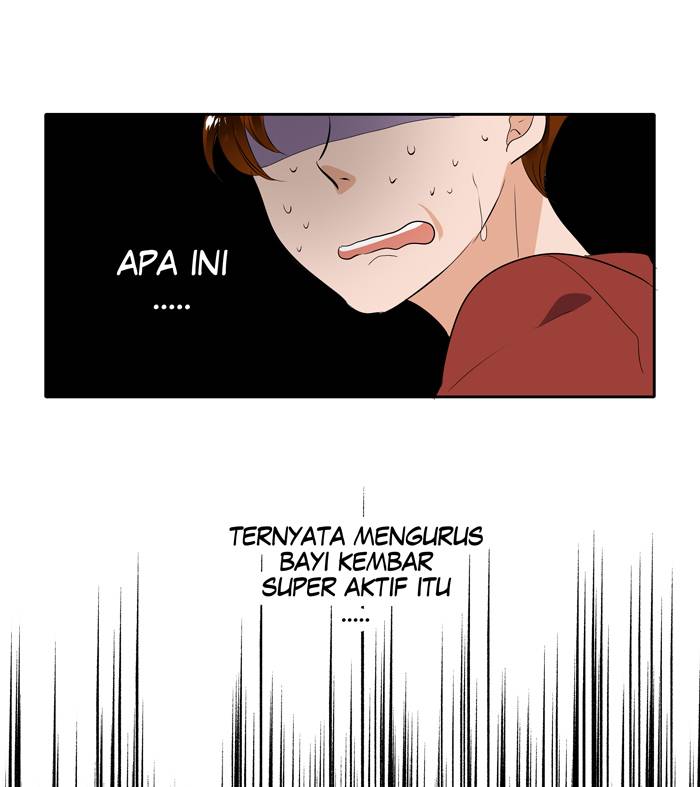 APA INI
.....
TERNYATA MENGURUS
BAYI KEMBAR
SUPER AKTIF ITU
.....